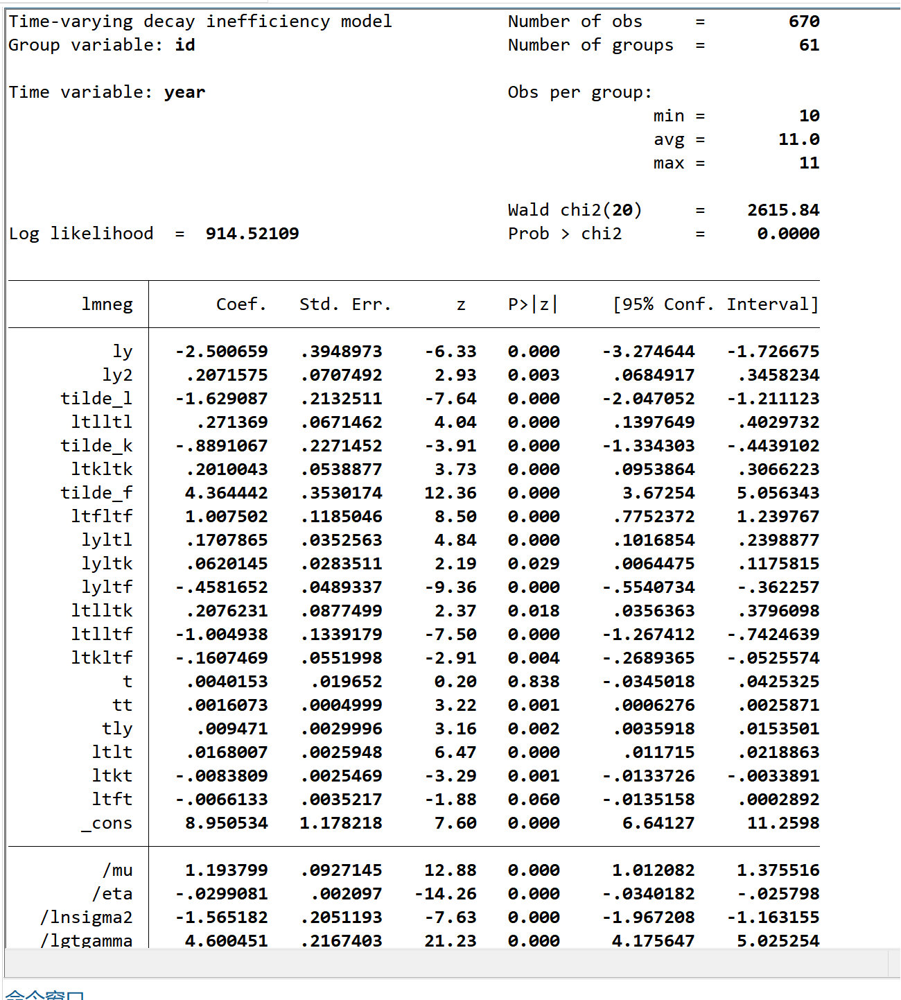 Time-varying decay inefficiency model Number of obs = 670
Group variable: id Number of groups = 61
Time variable: year Obs per group:
min = 10
avg = 11.0
max = 11
Wald chi2(20) = 2615.84
Log likelihood = 914.52109 Prob > chi2 = 0.0000
lmneg Coef. Std. Err. z P>|z| [95% Conf. Interval]
ly -2.500659 .3948973 -6.33 0.000 -3.274644 -1.726675
ly2 .2071575 .0707492 2.93 0.003 .0684917 .3458234
tilde_l -1.629087 .2132511 -7.64 0.000 -2.047052 -1.211123
ltlltl .271369 .0671462 4.04 0.000 .1397649 .4029732
tilde_k -.8891067 .2271452 -3.91 0.000 -1.334303 -.4439102
ltkltk .2010043 .0538877 3.73 0.000 .0953864 .3066223
tilde_f 4.364442 .3530174 12.36 0.000 3.67254 5.056343
ltfltf 1.007502 .1185046 8.50 0.000 .7752372 1.239767
lyltl .1707865 .0352563 4.84 0.000 .1016854 .2398877
lyltk .0620145 .0283511 2.19 0.029 .0064475 .1175815
lyltf -.4581652 .0489337 -9.36 0.000 -.5540734 -.362257
ltlltk .2076231 .0877499 2.37 0.018 .0356363 .3796098
ltlltf -1.004938 .1339179 -7.50 0.000 -1.267412 -.7424639
ltkltf -.1607469 .0551998 -2.91 0.004 -.2689365 -.0525574
t .0040153 .019652 0.20 0.838 -.0345018 .0425325
tt .0016073 .0004999 3.22 0.001 .0006276 .0025871
tly .009471 .0029996 3.16 0.002 .0035918 .0153501
ltlt .0168007 .0025948 6.47 0.000 .011715 .0218863
ltkt -.0083809 .0025469 -3.29 0.001 -.0133726 -.0033891
ltft -.0066133 .0035217 -1.88 0.060 -.0135158 .0002892
_cons 8.950534 1.178218 7.60 0.000 6.64127 11.2598
/mu 1.193799 .0927145 12.88 0.000 1.012082 1.375516
/eta -.0299081 .002097 -14.26 0.000 -.0340182 -.025798
/lnsigma2 -1.565182 .2051193 -7.63 0.000 -1.967208 -1.163155
/lgtgamma 4.600451 .2167403 21.23 0.000 4.175647 5.025254
命令窗口